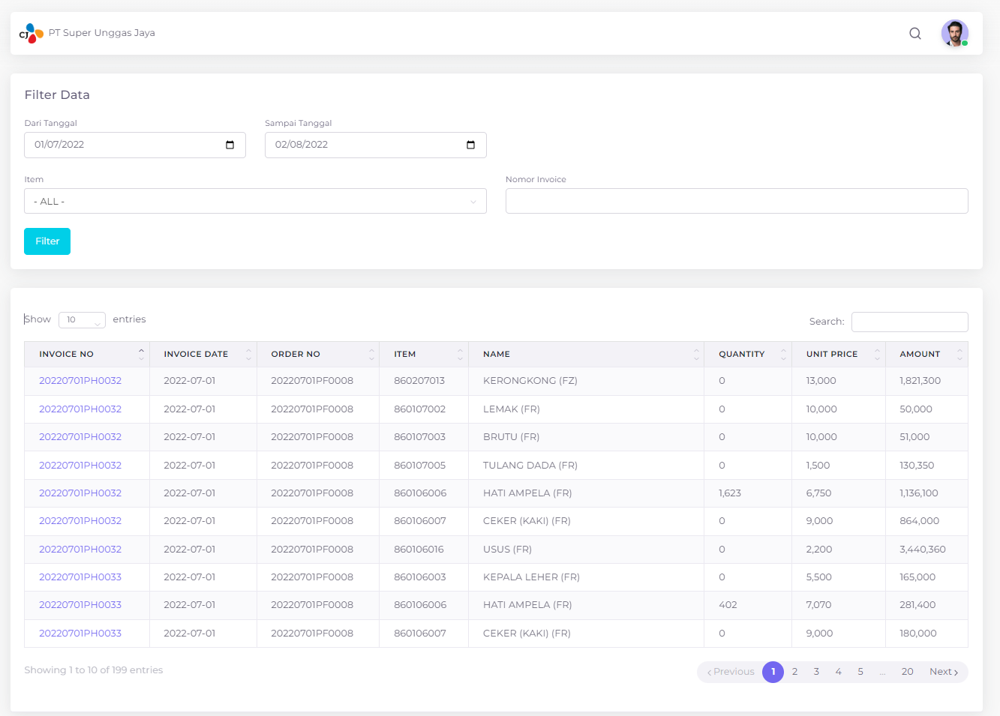 CJ PT Super Unggas Jaya
Filter Data
Dari Tanggal Sampai Tanggal
01/07/2022 02/08/2022
Item Nomor Invoice
- ALL -
Filter
Show 10 entries Search:
INVOICE NO INVOICE DATE ORDER NO ITEM NAME QUANTITY UNIT PRICE AMOUNT
20220701PH0032 2022-07-01 20220701PF0008 860207013 KERONGKONG (FZ) 0 13,000 1,821,300
20220701PH0032 2022-07-01 20220701PF0008 860107002 LEMAK (FR) 0 10,000 50,000
20220701PH0032 2022-07-01 20220701PF0008 860107003 BRUTU (FR) 0 10,000 51,000
20220701PH0032 2022-07-01 20220701PF0008 860107005 TULANG DADA (FR) 0 1,500 130,350
20220701PH0032 2022-07-01 20220701PF0008 860106006 HATI AMPELA (FR) 1,623 6,750 1,136,100
20220701PH0032 2022-07-01 20220701PF0008 860106007 CEKER (KAKI) (FR) 0 9,000 864,000
20220701PH0032 2022-07-01 20220701PF0008 860106016 USUS (FR) 0 2,200 3,440,360
20220701PH0033 2022-07-01 20220701PF0008 860106003 KEPALA LEHER (FR) 0 5,500 165,000
20220701PH0033 2022-07-01 20220701PF0008 860106006 HATI AMPELA (FR) 402 7,070 281,400
20220701PH0033 2022-07-01 20220701PF0008 860106007 CEKER (KAKI) (FR) 0 9,000 180,000
Showing 1 to 10 of 199 entries ‹ Previous 1 2 3 4 5 ... 20 Next ›